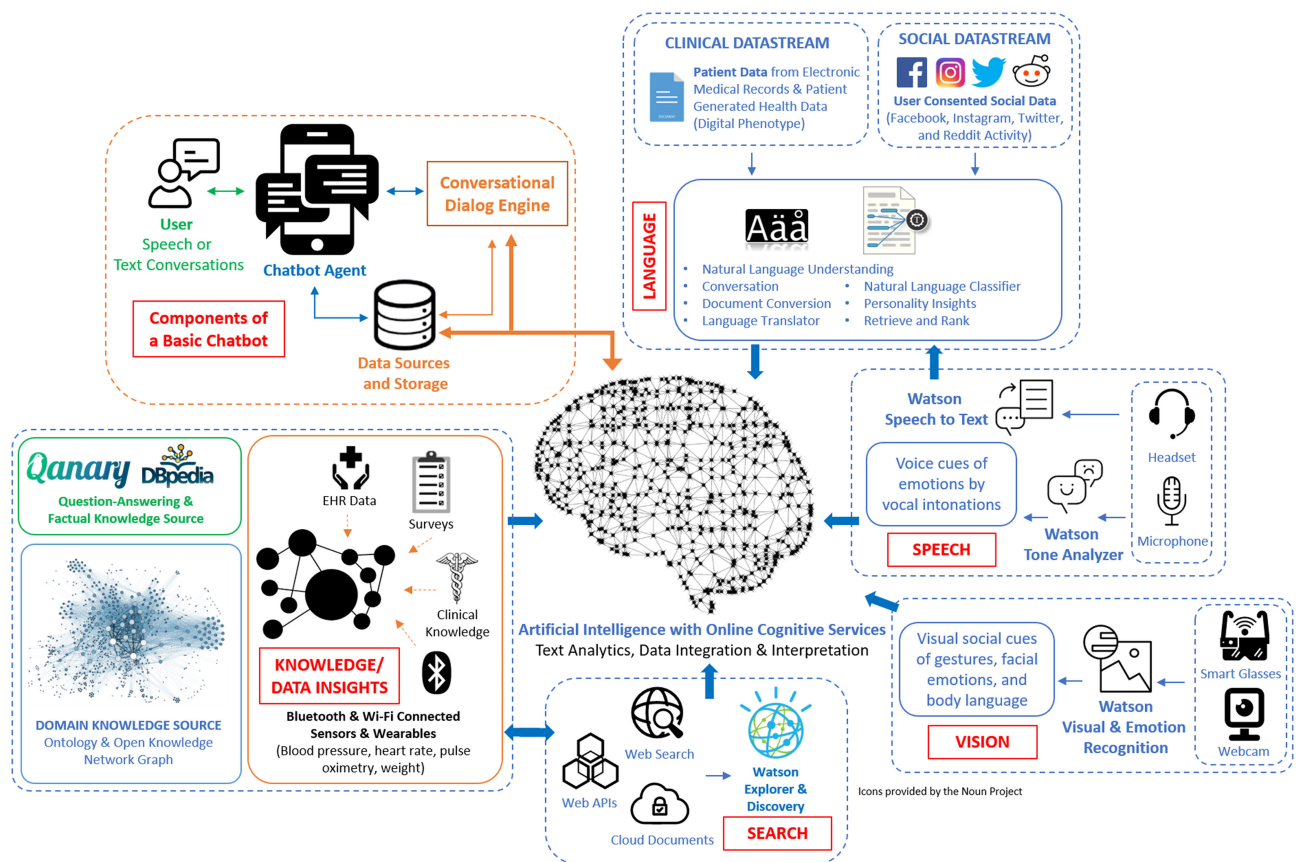 CLINICAL DATASTREAM
Patient Data from Electronic
Medical Records & Patient
Generated Health Data
(Digital Phenotype)
SOCIAL DATASTREAM
User Consented Social Data
(Facebook, Instagram, Twitter,
and Reddit Activity)
LANGUAGE
Aäå
• Natural Language Understanding
• Conversation
• Document Conversion
• Language Translator
• Natural Language Classifier
• Personality Insights
• Retrieve and Rank
User
Speech or
Text Conversations
Chatbot Agent
Conversational
Dialog Engine
Components of
a Basic Chatbot
Data Sources
and Storage
Watson
Speech to Text
Headset
Voice cues of
emotions by
vocal intonations
Watson
Tone Analyzer
Microphone
SPEECH
Qanary
DBpedia
Question-Answering &
Factual Knowledge Source
DOMAIN KNOWLEDGE SOURCE
Ontology & Open Knowledge
Network Graph
EHR Data
Surveys
Clinical
Knowledge
KNOWLEDGE/
DATA INSIGHTS
Bluetooth & Wi-Fi Connected
Sensors & Wearables
(Blood pressure, heart rate, pulse
oximetry, weight)
Artificial Intelligence with Online Cognitive Services
Text Analytics, Data Integration & Interpretation
Visual social cues
of gestures, facial
emotions, and
body language
Watson
Visual & Emotion
Recognition
Smart Glasses
Webcam
VISION
Web Search
Web APIs
Cloud Documents
Watson
Explorer &
Discovery
SEARCH
Icons provided by the Noun Project